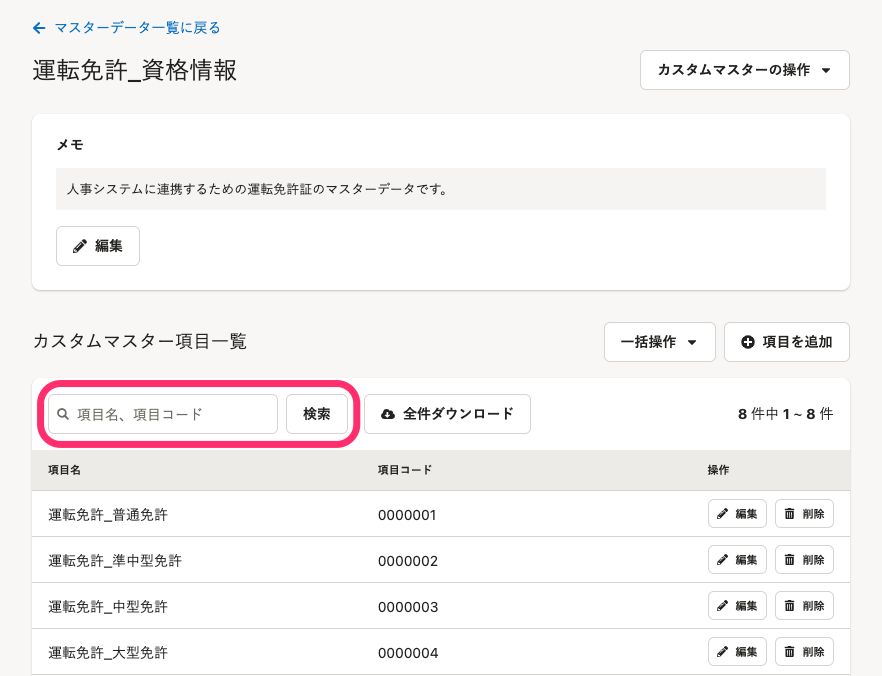 マスターデータ一覧に戻る
運転免許_資格情報
カスタムマスターの操作
メモ
人事システムに連携するための運転免許証のマスターデータです。
編集
カスタムマスター項目一覧
一括操作
項目を追加
項目名、項目コード
検索
全件ダウンロード
8 件中 1 ~ 8 件
項目名 項目コード 操作
運転免許_普通免許 0000001 編集 削除
運転免許_準中型免許 0000002 編集 削除
運転免許_中型免許 0000003 編集 削除
運転免許_大型免許 0000004 編集 削除